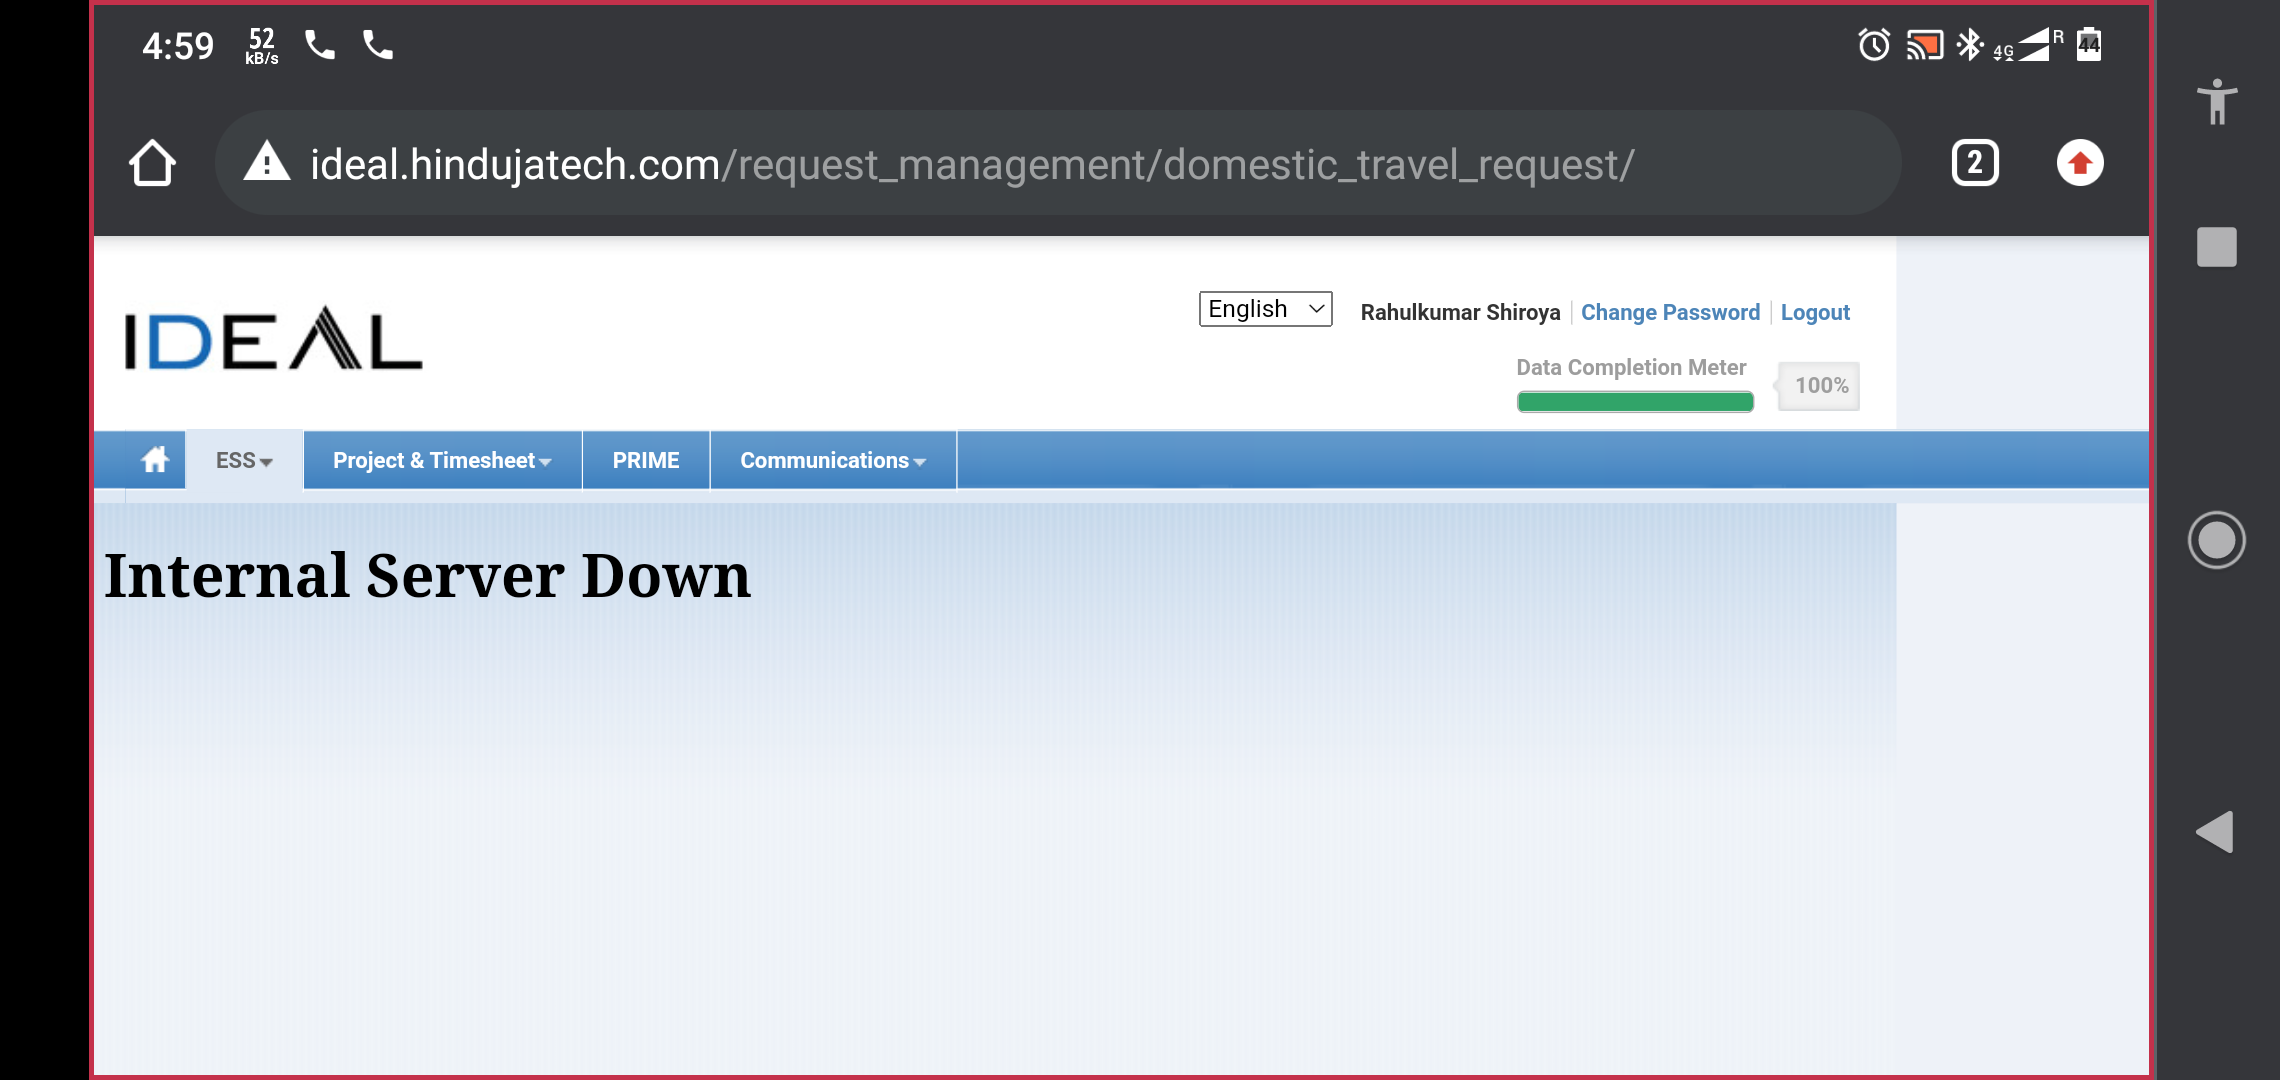 4:59 52 kB/s 4G R 44
ideal.hindujatech.com/request_management/domestic_travel_request/ 2
IDEAL
English Rahulkumar Shiroya Change Password Logout
Data Completion Meter 100%
ESS Project & Timesheet PRIME Communications
Internal Server Down